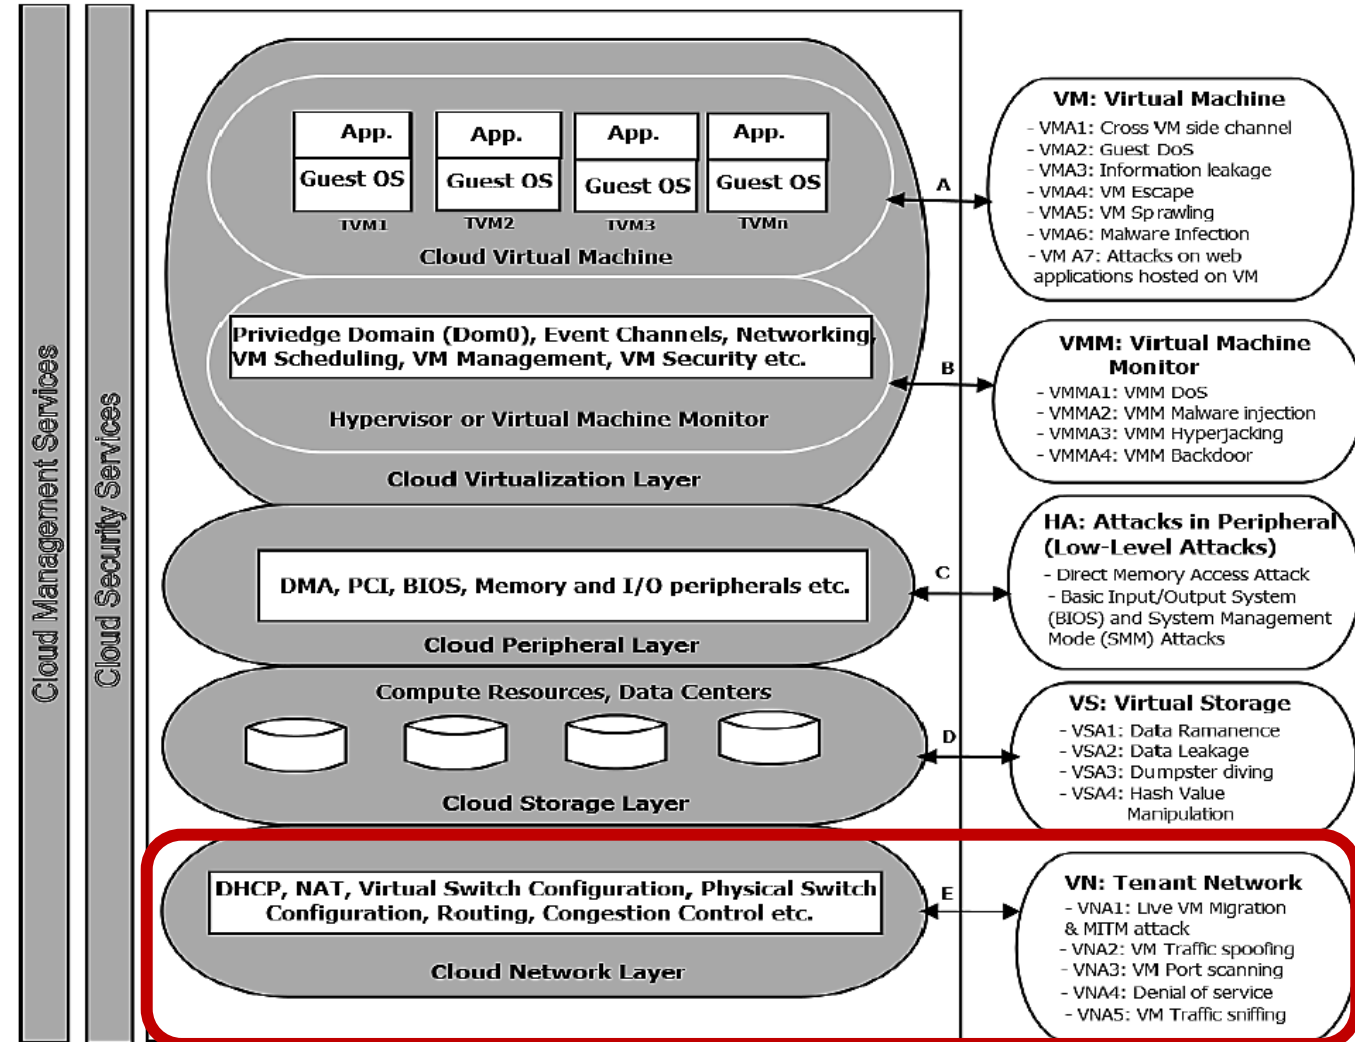 Cloud Management Services
Cloud Security Services
App.
App.
App.
App.
Guest OS
Guest OS
Guest OS
Guest OS
TVM1
TVM2
TVM3
TVMn
Cloud Virtual Machine
A
VM: Virtual Machine
- VMA1: Cross VM side channel
- VMA2: Guest DoS
- VMA3: Information leakage
- VMA4: VM Escape
- VMA5: VM Sprawling
- VMA6: Malware Infection
- VM A7: Attacks on web
applications hosted on VM
Priviedge Domain (Dom0), Event Channels, Networking,
VM Scheduling, VM Management, VM Security etc.
Hypervisor or Virtual Machine Monitor
Cloud Virtualization Layer
B
VMM: Virtual Machine
Monitor
- VMMA1: VMM DoS
- VMMA2: VMM Malware injection
- VMMA3: VMM Hyperjacking
- VMMA4: VMM Backdoor
DMA, PCI, BIOS, Memory and I/O peripherals etc.
Cloud Peripheral Layer
C
HA: Attacks in Peripheral
(Low-Level Attacks)
- Direct Memory Access Attack
- Basic Input/Output System
(BIOS) and System Management
Mode (SMM) Attacks
Compute Resources, Data Centers
Cloud Storage Layer
D
VS: Virtual Storage
- VSA1: Data Ramanence
- VSA2: Data Leakage
- VSA3: Dumpster diving
- VSA4: Hash Value
Manipulation
DHCP, NAT, Virtual Switch Configuration, Physical Switch
Configuration, Routing, Congestion Control etc.
Cloud Network Layer
E
VN: Tenant Network
- VNA1: Live VM Migration
& MITM attack
- VNA2: VM Traffic spoofing
- VNA3: VM Port scanning
- VNA4: Denial of service
- VNA5: VM Traffic sniffing